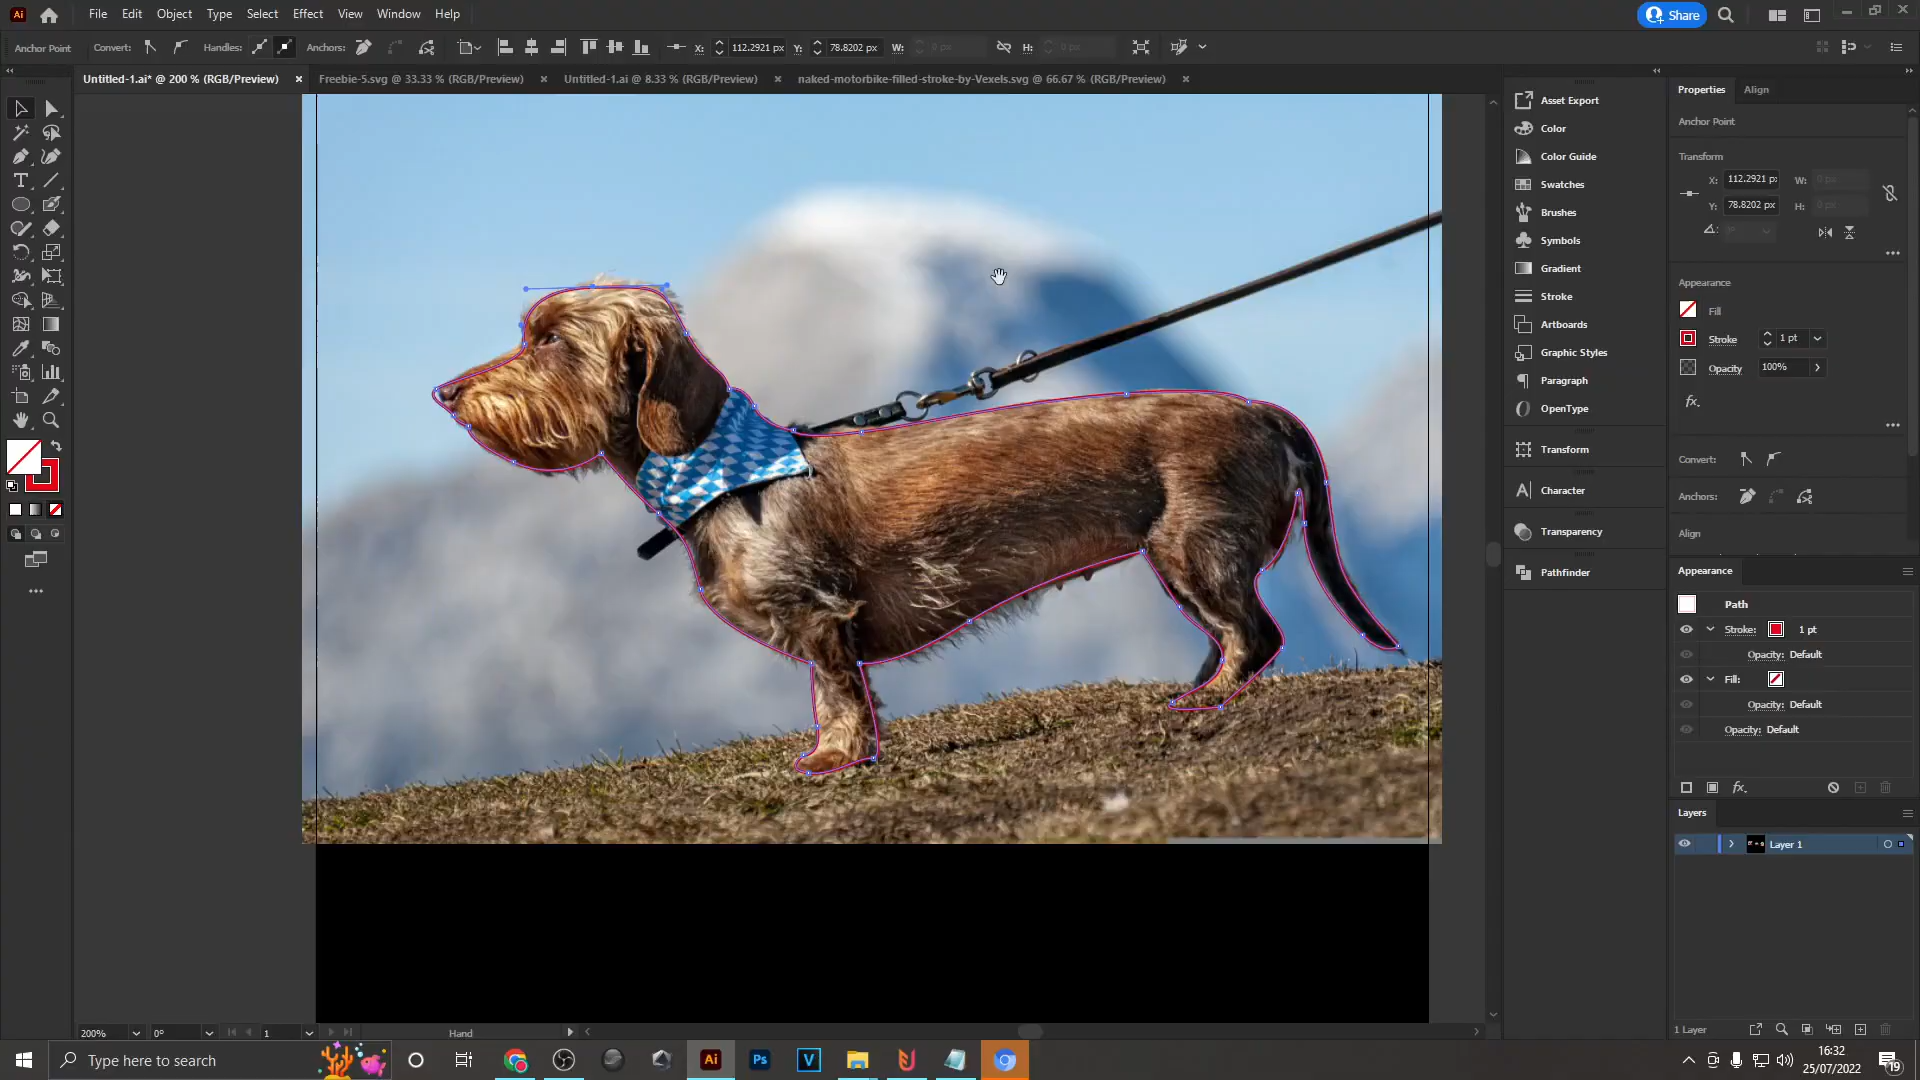 Ai File Edit Object Type Select Effect View Window Help Share
Anchor Point Convert: Handles: Anchors: X: 112.2921 px Y: 78.8202 px W: 0 px H: 0 px
Untitled-1.ai* @ 200 % (RGB/Preview) × Freebie-5.svg @ 33.33 % (RGB/Preview) × Untitled-1.ai @ 8.33 % (RGB/Preview) × naked-motorbike-filled-stroke-by-Vexels.svg @ 66.67 % (RGB/Preview) ×
Asset Export
Color
Color Guide
Swatches
Brushes
Symbols
Gradient
Stroke
Artboards
Graphic Styles
Paragraph
OpenType
Transform
Character
Transparency
Pathfinder
Properties Align
Anchor Point
Transform
X: 112.2921 px W: 0 px
Y: 78.8202 px H: 0 px
Appearance
Fill
Stroke 1 pt
Opacity 100%
fx.
Convert:
Anchors:
Align
Appearance
Path
Stroke: 1 pt
Opacity: Default
Fill:
Opacity: Default
Opacity: Default
fx.
Layers
Layer 1
1 Layer
200% 0° 1 Hand
Type here to search Ai Ps V 16:32
25/07/2022 19